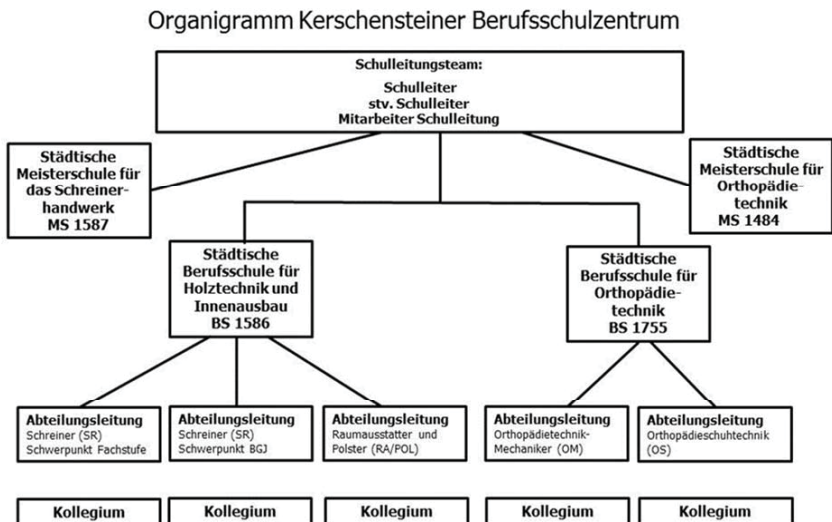 Organigramm Kerschensteiner Berufsschulzentrum
Schulleitungsteam:
Schulleiter
stv. Schulleiter
Mitarbeiter Schulleitung
Städtische
Meisterschule für
das Schreiner-
handwerk
MS 1587
Städtische
Meisterschule für
Orthopädie-
technik
MS 1484
Städtische
Berufsschule für
Holztechnik und
Innenausbau
BS 1586
Städtische
Berufsschule für
Orthopädie-
technik
BS 1755
Abteilungsleitung
Schreiner (SR)
Schwerpunkt Fachstufe
Abteilungsleitung
Schreiner (SR)
Schwerpunkt BGJ
Abteilungsleitung
Raumausstatter und
Polster (RA/POL)
Abteilungsleitung
Orthopädietechnik-
Mechaniker (OM)
Abteilungsleitung
Orthopädieschuhtechnik
(OS)
Kollegium
Kollegium
Kollegium
Kollegium
Kollegium